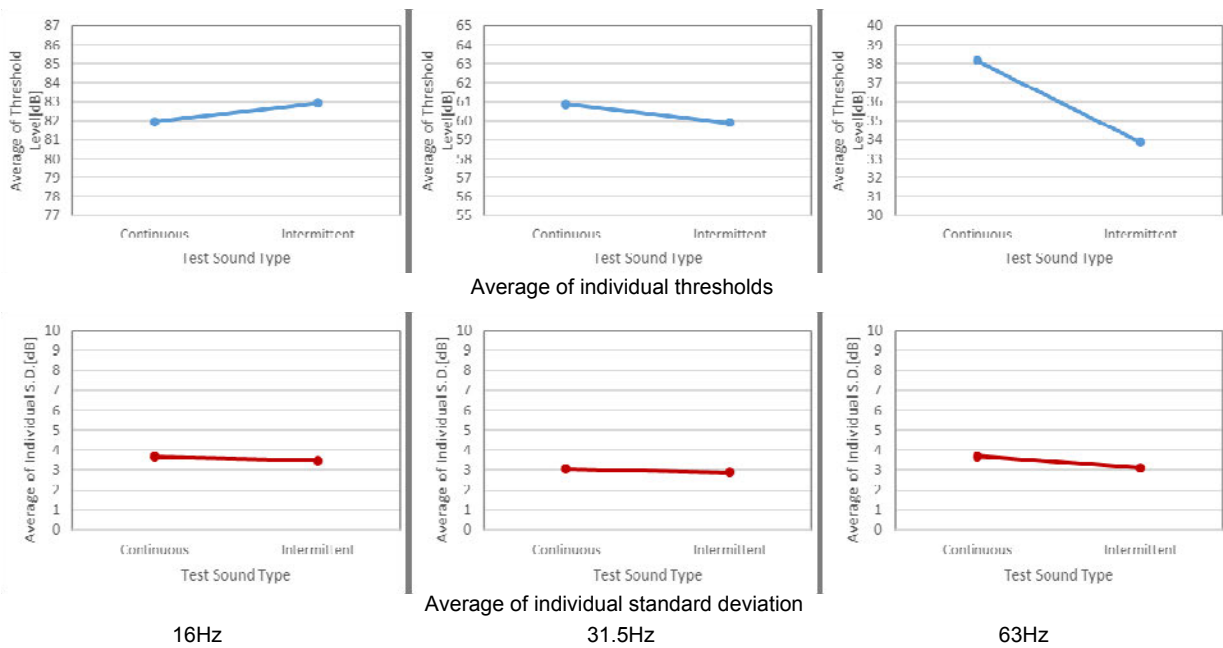 87
86
85
84
83
82
81
80
79
78
77
Average of Threshold
Level[dB]
Continuous Intermittent
Test Sound Type
65
64
63
62
61
60
59
58
57
56
55
Average of Threshold
Level[dB]
Continuous Intermittent
Test Sound Type
40
39
38
37
36
35
34
33
32
31
30
Average of Threshold
Level[dB]
Continuous Intermittent
Test Sound Type
Average of individual thresholds
10
9
8
7
6
5
4
3
2
1
0
Average of Individual S.D.[dB]
Continuous Intermittent
Test Sound Type
10
9
8
7
6
5
4
3
2
1
0
Average of Individual S.D.[dB]
Continuous Intermittent
Test Sound Type
10
9
8
7
6
5
4
3
2
1
0
Average of Individual S.D.[dB]
Continuous Intermittent
Test Sound Type
Average of individual standard deviation
16Hz 31.5Hz 63Hz